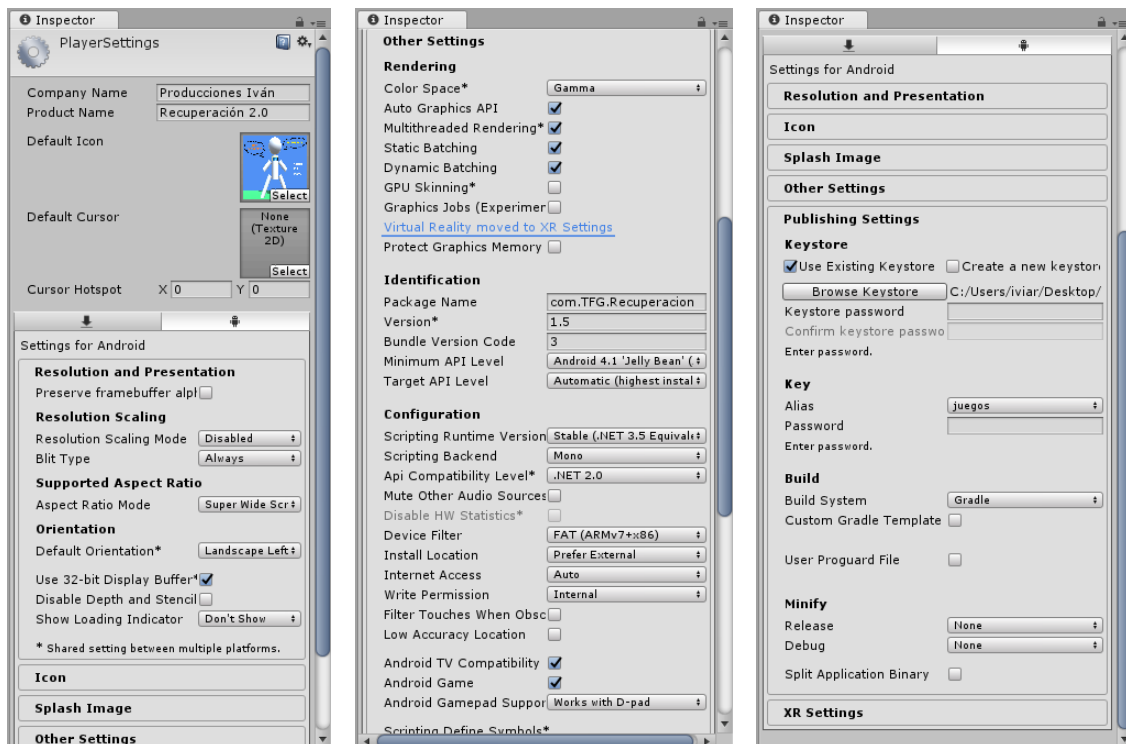 Inspector
PlayerSettings
Company Name Producciones Iván
Product Name Recuperación 2.0
Default Icon
Select
Default Cursor None
(Texture
2D)
Select
Cursor Hotspot X 0 Y 0
Settings for Android
Resolution and Presentation
Preserve framebuffer alpl
Resolution Scaling
Resolution Scaling Mode Disabled
Blit Type Always
Supported Aspect Ratio
Aspect Ratio Mode Super Wide Scr
Orientation
Default Orientation* Landscape Left
Use 32-bit Display Buffer*
Disable Depth and Stencil
Show Loading Indicator Don't Show
* Shared setting between multiple platforms.
Icon
Splash Image
Other Settings
Inspector
Other Settings
Rendering
Color Space* Gamma
Auto Graphics API
Multithreaded Rendering*
Static Batching
Dynamic Batching
GPU Skinning*
Graphics Jobs (Experimer
Virtual Reality moved to XR Settings
Protect Graphics Memory
Identification
Package Name com.TFG.Recuperacion
Version* 1.5
Bundle Version Code 3
Minimum API Level Android 4.1 'Jelly Bean' (
Target API Level Automatic (highest instal
Configuration
Scripting Runtime Version Stable (.NET 3.5 Equivale
Scripting Backend Mono
Api Compatibility Level* .NET 2.0
Mute Other Audio Sources
Disable HW Statistics*
Device Filter FAT (ARMv7+x86)
Install Location Prefer External
Internet Access Auto
Write Permission Internal
Filter Touches When Obsc
Low Accuracy Location
Android TV Compatibility
Android Game
Android Gamepad Suppor Works with D-pad
Scripting Define Symbols*
Inspector
Settings for Android
Resolution and Presentation
Icon
Splash Image
Other Settings
Publishing Settings
Keystore
Use Existing Keystore Create a new keystor
Browse Keystore C:/Users/iviar/Desktop/
Keystore password
Confirm keystore passwo
Enter password.
Key
Alias juegos
Password
Enter password.
Build
Build System Gradle
Custom Gradle Template
User Proguard File
Minify
Release None
Debug None
Split Application Binary
XR Settings